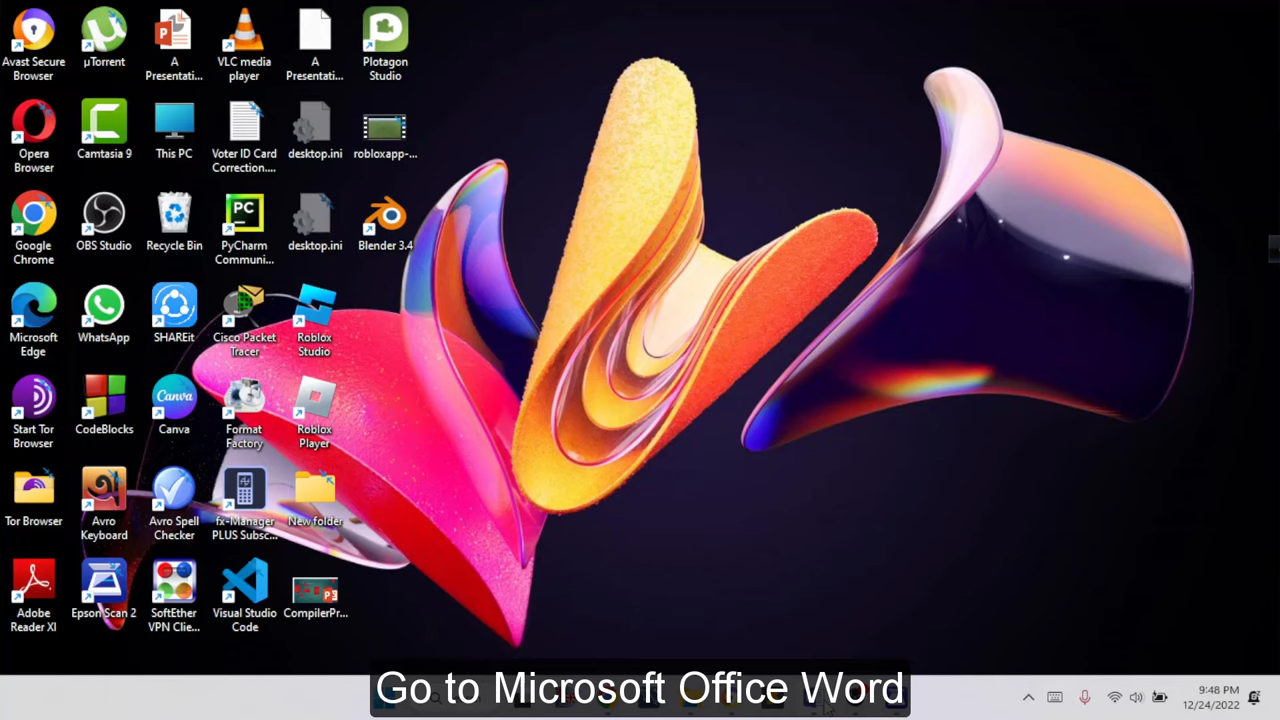 Avast Secure
Browser
µTorrent
A
Presentati...
VLC media
player
A
Presentati...
Plotagon
Studio
Opera
Browser
Camtasia 9
This PC
Voter ID Card
Correction....
desktop.ini
robloxapp-...
Google
Chrome
OBS Studio
Recycle Bin
PC
PyCharm
Communi...
desktop.ini
Blender 3.4
Microsoft
Edge
WhatsApp
SHAREit
Cisco Packet
Tracer
Roblox
Studio
Start Tor
Browser
CodeBlocks
Canva
Canva
Format
Factory
Roblox
Player
Tor Browser
Avro
Keyboard
Avro Spell
Checker
fx-Manager
PLUS Subsc...
New folder
Adobe
Reader XI
Epson Scan 2
SoftEther
VPN Clie...
Visual Studio
Code
CompilerPr...
Go to Microsoft Office Word
9:48 PM
12/24/2022